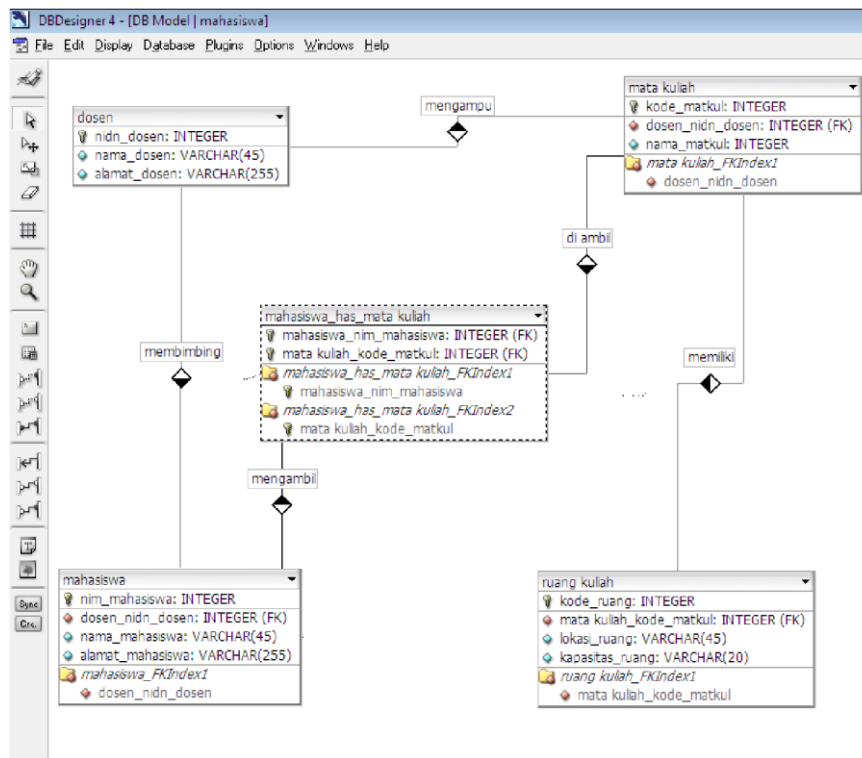 DBDesigner 4 - [DB Model | mahasiswa]
File Edit Display Database Plugins Options Windows Help
mengampu
dosen
nidn_dosen: INTEGER
nama_dosen: VARCHAR(45)
alamat_dosen: VARCHAR(255)
mata kuliah
kode_matkul: INTEGER
dosen_nidn_dosen: INTEGER (FK)
nama_matkul: INTEGER
mata kuliah_FKIndex1
dosen_nidn_dosen
di ambil
mahasiswa_has_mata kuliah
mahasiswa_nim_mahasiswa: INTEGER (FK)
mata kuliah_kode_matkul: INTEGER (FK)
mahasiswa_has_mata kuliah_FKIndex1
mahasiswa_nim_mahasiswa
mahasiswa_has_mata kuliah_FKIndex2
mata kuliah_kode_matkul
membimbing
memiliki
mengambil
mahasiswa
nim_mahasiswa: INTEGER
dosen_nidn_dosen: INTEGER (FK)
nama_mahasiswa: VARCHAR(45)
alamat_mahasiswa: VARCHAR(255)
mahasiswa_FKIndex1
dosen_nidn_dosen
ruang kuliah
kode_ruang: INTEGER
mata kuliah_kode_matkul: INTEGER (FK)
lokasi_ruang: VARCHAR(45)
kapasitas_ruang: VARCHAR(20)
ruang kuliah_FKIndex1
mata kuliah_kode_matkul
Sync